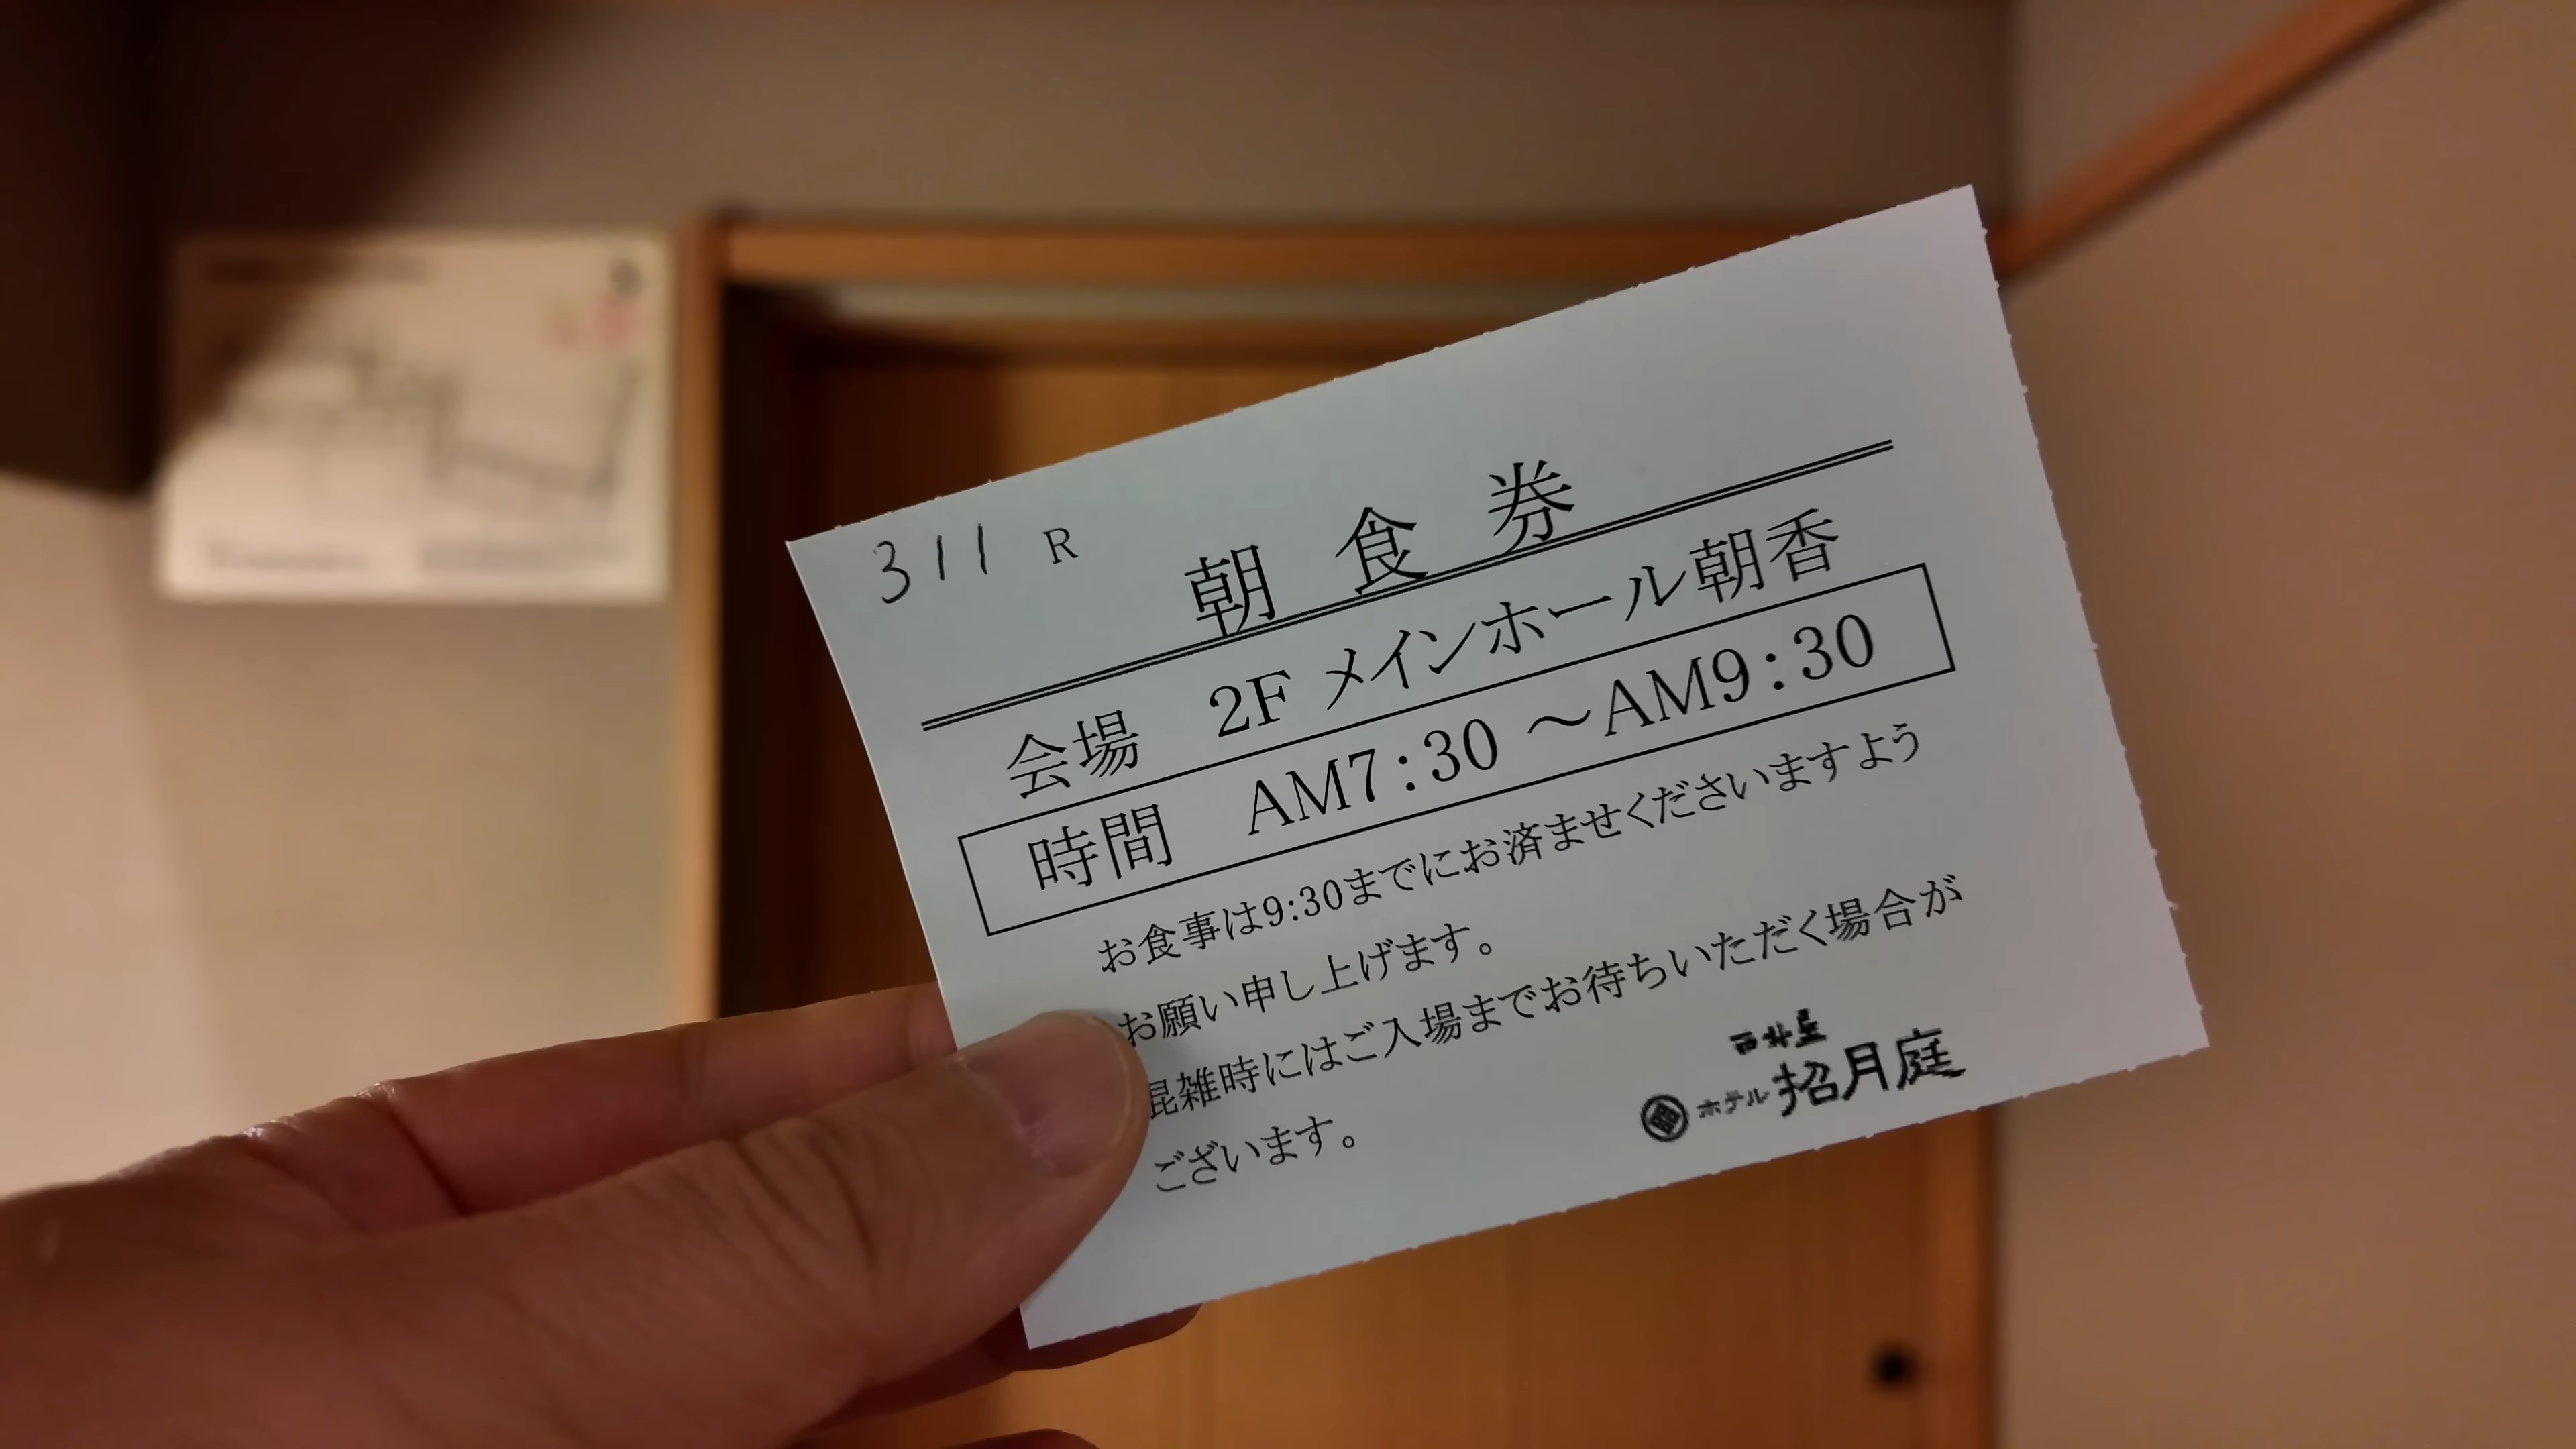 311 R
朝食券
会場 2F メインホール朝香
時間 AM7:30 ～AM9:30
お食事は9:30までにお済ませくださいますよう
お願い申し上げます。
混雑時にはご入場までお待ちいただく場合が
ございます。
西村屋
ホテル 招月庭